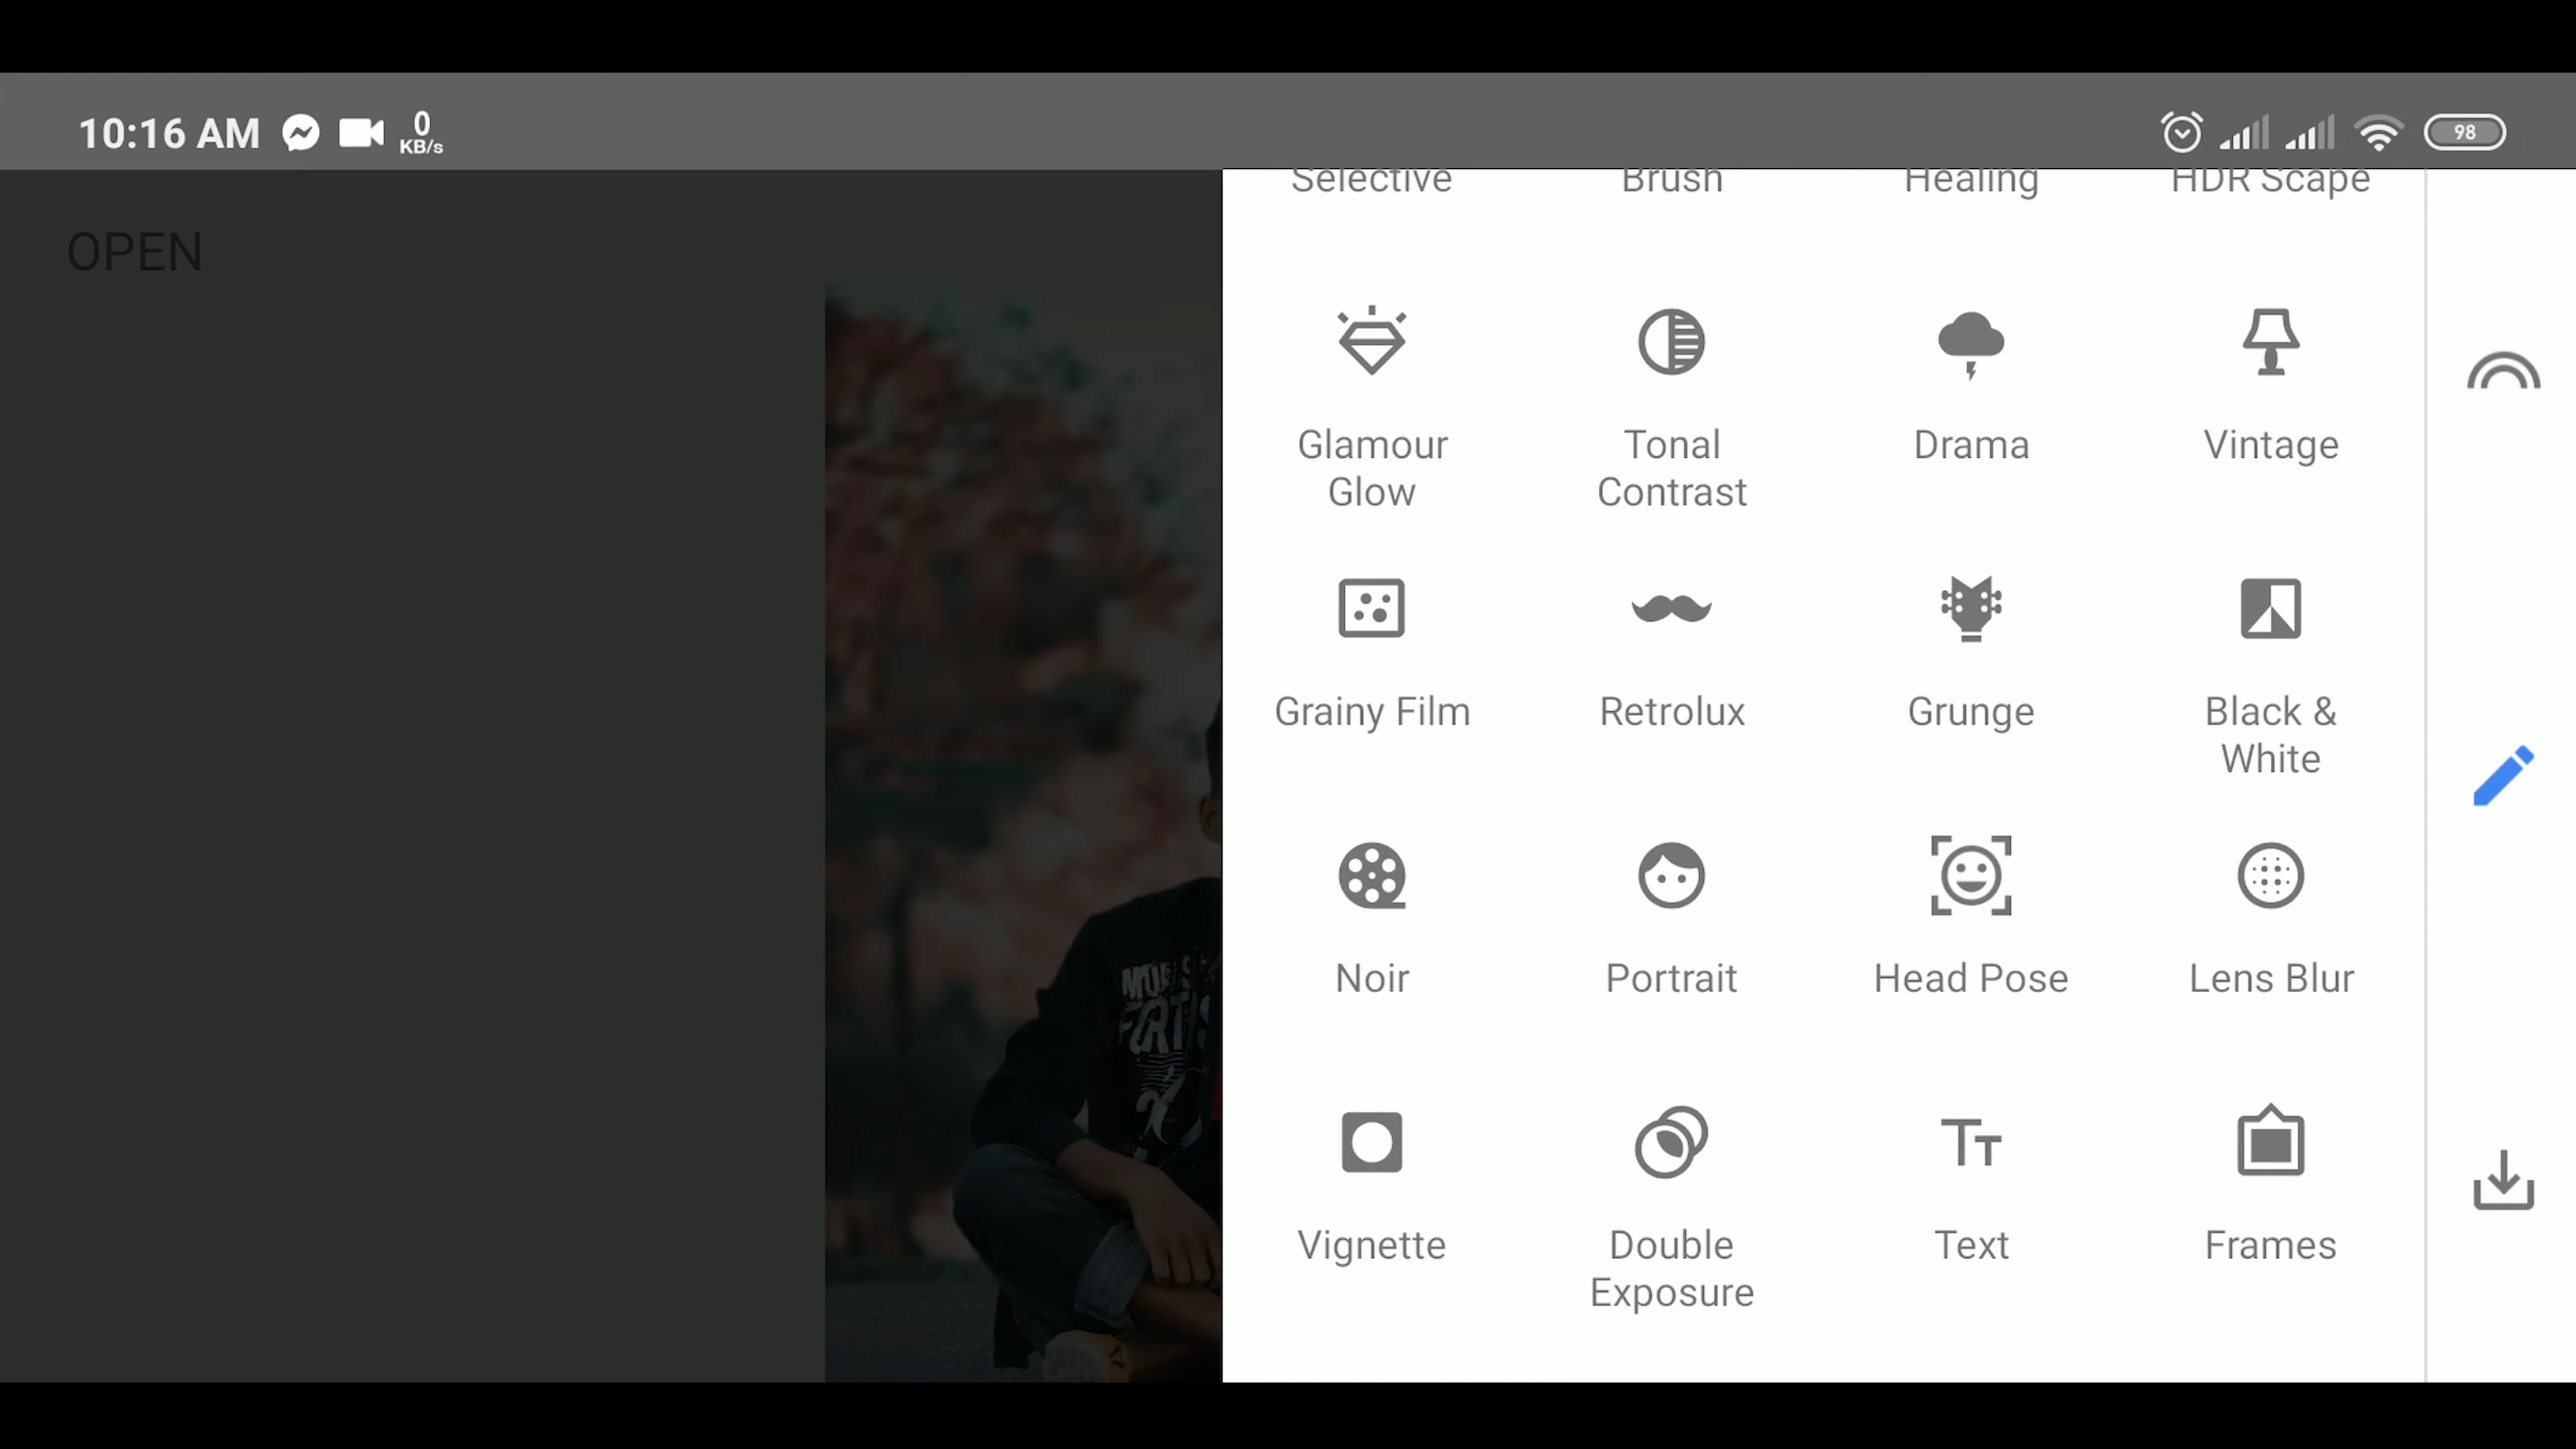 10:16 AM
0
KB/s
98
OPEN
Selective Brush Healing HDR Scape
Glamour Glow
Tonal Contrast
Drama
Vintage
Grainy Film
Retrolux
Grunge
Black & White
Noir
Portrait
Head Pose
Lens Blur
Vignette
Double Exposure
Text
Frames